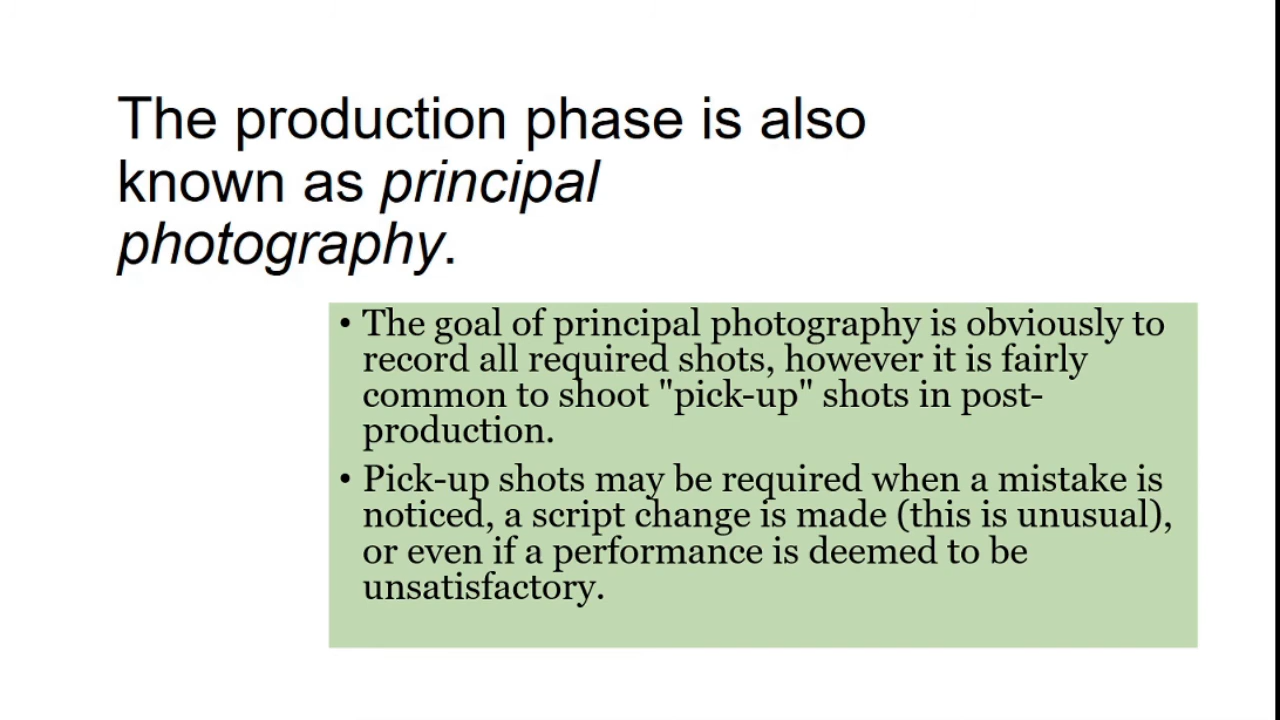 The production phase is also
known as principal
photography.
• The goal of principal photography is obviously to
record all required shots, however it is fairly
common to shoot "pick-up" shots in post-
production.
• Pick-up shots may be required when a mistake is
noticed, a script change is made (this is unusual),
or even if a performance is deemed to be
unsatisfactory.